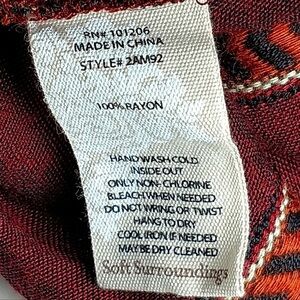 RN# 101206
MADE IN CHINA
STYLE# 2AM92
100% RAYON
HAND WASH COLD
INSIDE OUT
ONLY NON- CHLORINE
BLEACH WHEN NEEDED
DO NOT WRING OR TWIST
HANG TO DRY
COOL IRON IF NEEDED
MAY BE DRY CLEANED
Soft Surroundings